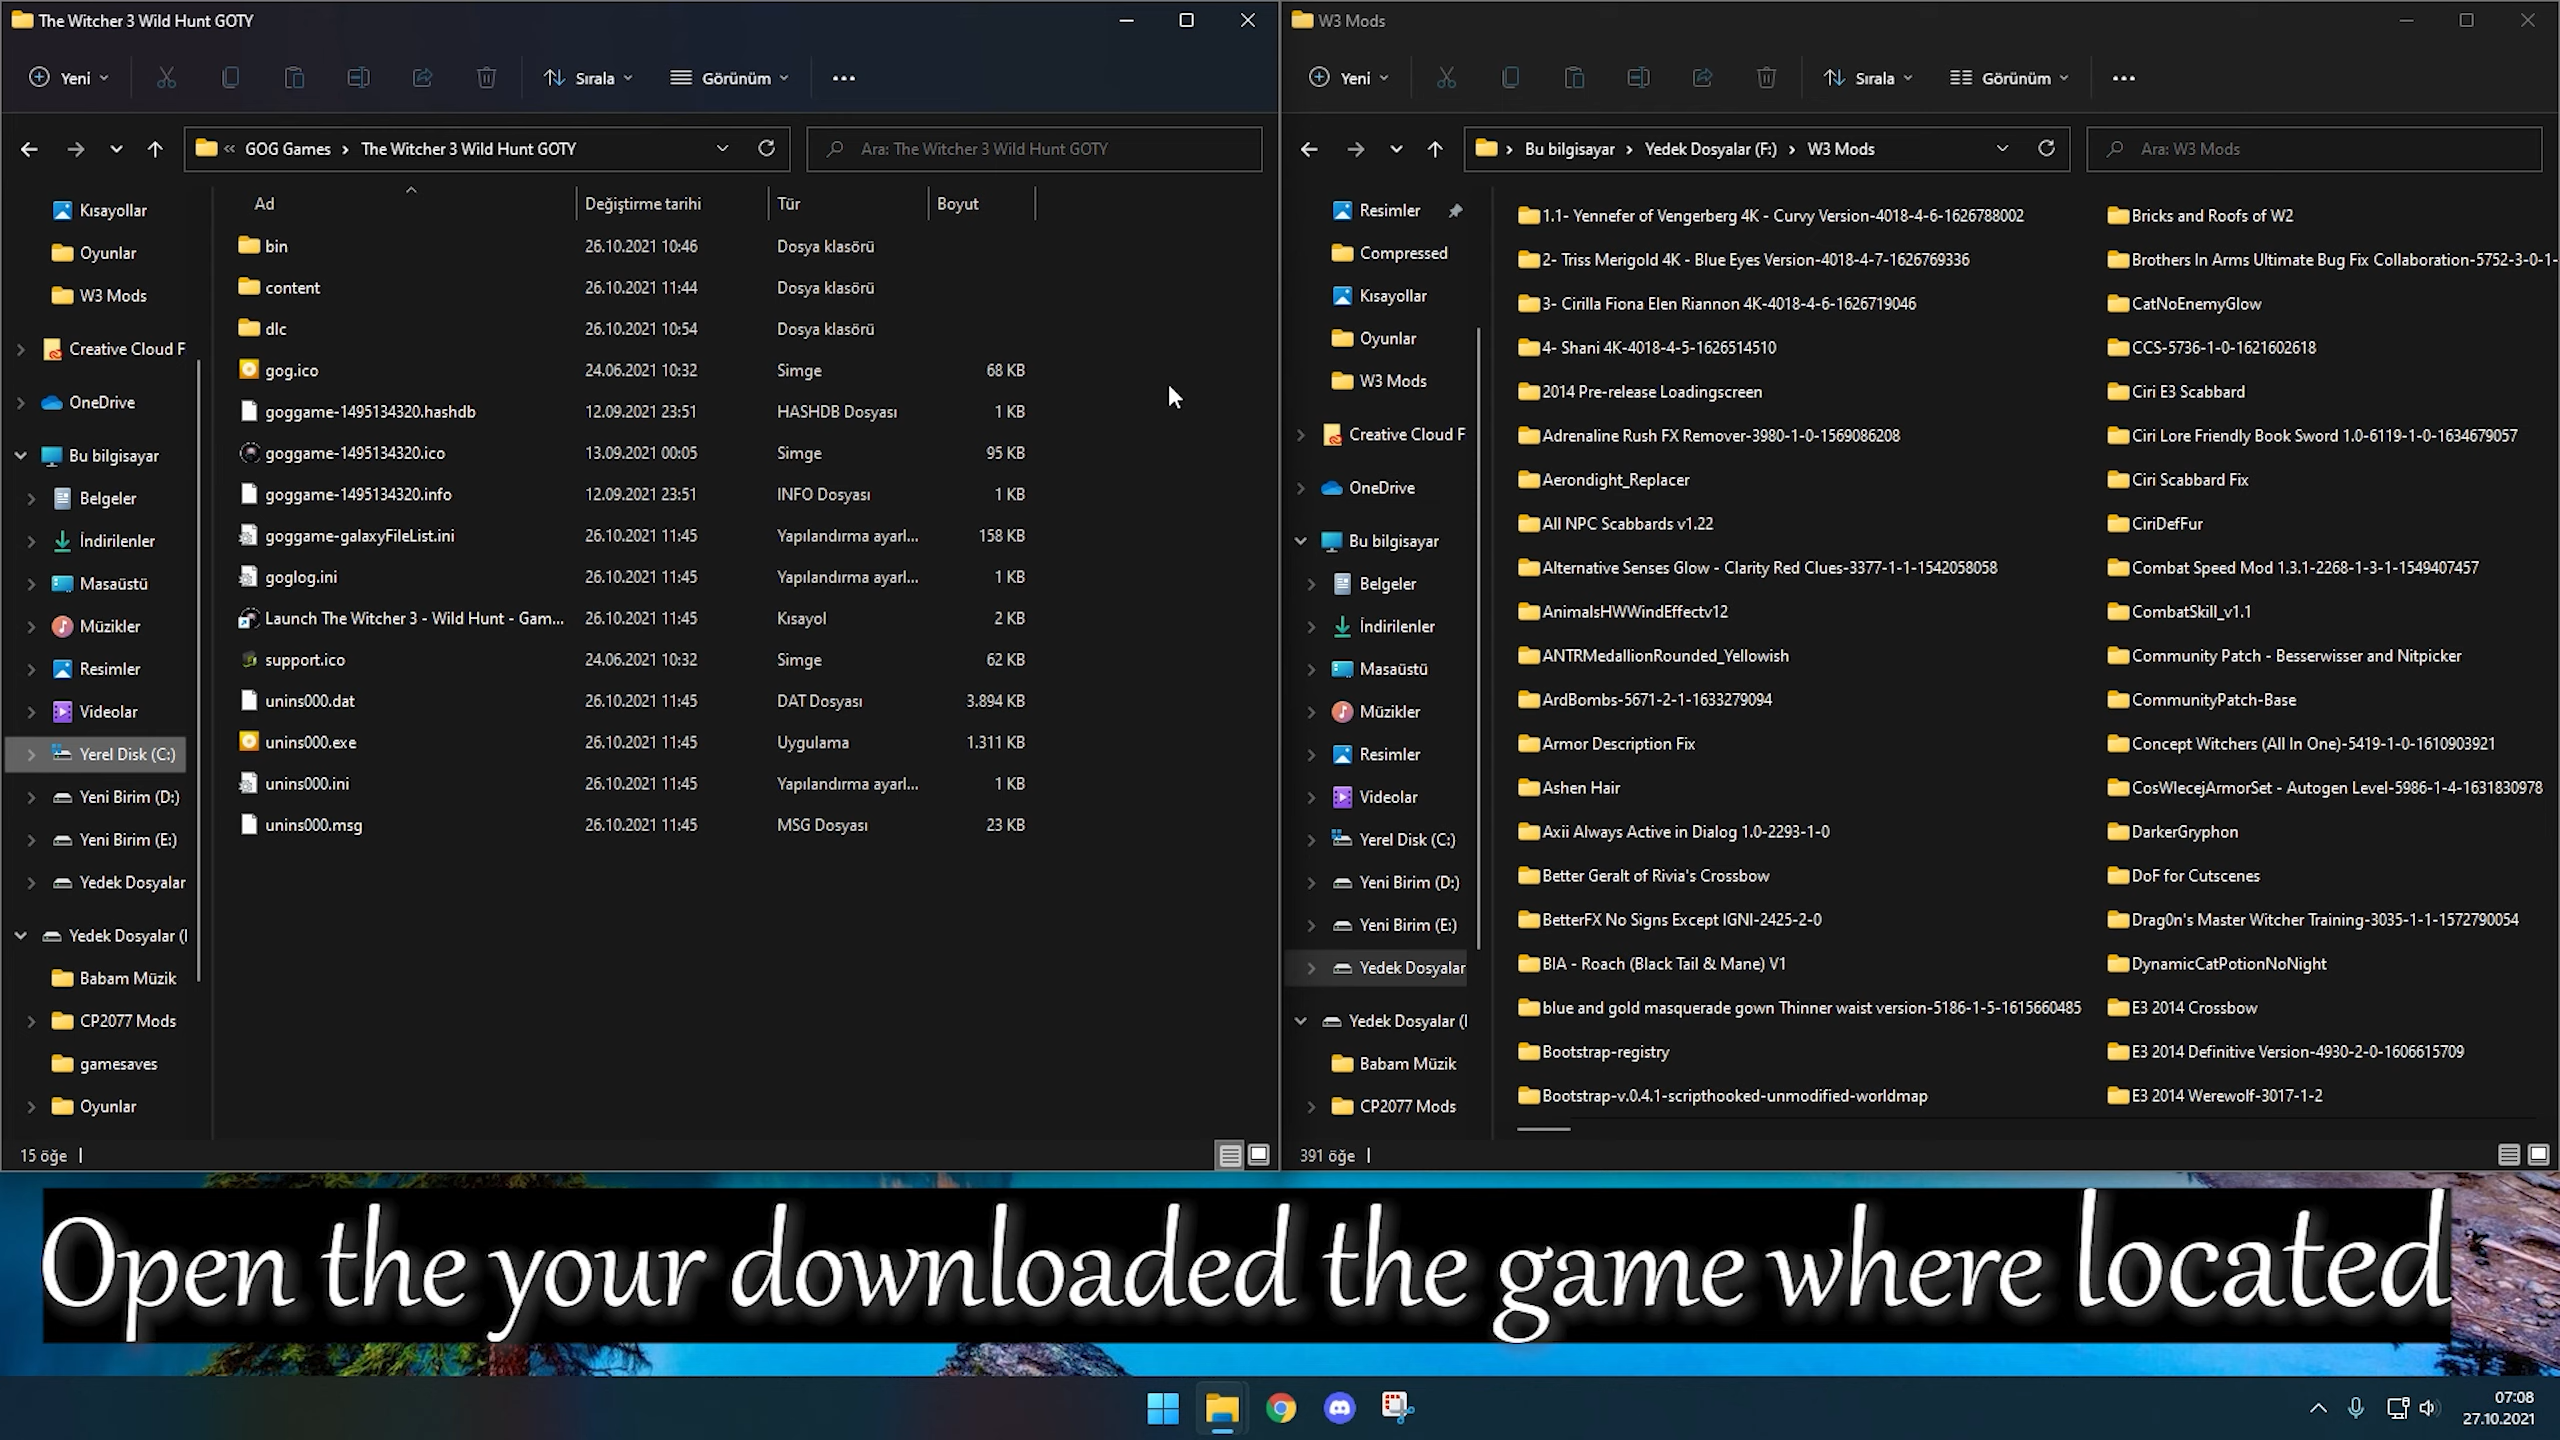 The Witcher 3 Wild Hunt GOTY
Yeni
Sırala
Görünüm
GOG Games
The Witcher 3 Wild Hunt GOTY
Ara: The Witcher 3 Wild Hunt GOTY
Kısayollar
Oyunlar
W3 Mods
Creative Cloud F
OneDrive
Bu bilgisayar
Belgeler
İndirilenler
Masaüstü
Müzikler
Resimler
Videolar
Yerel Disk (C:)
Yeni Birim (D:)
Yeni Birim (E:)
Yedek Dosyalar
Yedek Dosyalar (
Babam Müzik
CP2077 Mods
gamesaves
Oyunlar
Ad Değiştirme tarihi Tür Boyut
bin 26.10.2021 10:46 Dosya klasörü
content 26.10.2021 11:44 Dosya klasörü
dlc 26.10.2021 10:54 Dosya klasörü
gog.ico 24.06.2021 10:32 Simge 68 KB
goggame-1495134320.hashdb 12.09.2021 23:51 HASHDB Dosyası 1 KB
goggame-1495134320.ico 13.09.2021 00:05 Simge 95 KB
goggame-1495134320.info 12.09.2021 23:51 INFO Dosyası 1 KB
goggame-galaxyFileList.ini 26.10.2021 11:45 Yapılandırma ayarl... 158 KB
goglog.ini 26.10.2021 11:45 Yapılandırma ayarl... 1 KB
Launch The Witcher 3 - Wild Hunt - Gam... 26.10.2021 11:45 Kısayol 2 KB
support.ico 24.06.2021 10:32 Simge 62 KB
unins000.dat 26.10.2021 11:45 DAT Dosyası 3.894 KB
unins000.exe 26.10.2021 11:45 Uygulama 1.311 KB
unins000.ini 26.10.2021 11:45 Yapılandırma ayarl... 1 KB
unins000.msg 26.10.2021 11:45 MSG Dosyası 23 KB
15 öğe
W3 Mods
Yeni
Sırala
Görünüm
Bu bilgisayar
Yedek Dosyalar (F:)
W3 Mods
Ara: W3 Mods
Resimler
Compressed
Kısayollar
Oyunlar
W3 Mods
Creative Cloud F
OneDrive
Bu bilgisayar
Belgeler
İndirilenler
Masaüstü
Müzikler
Resimler
Videolar
Yerel Disk (C:)
Yeni Birim (D:)
Yeni Birim (E:)
Yedek Dosyalar
Yedek Dosyalar (
Babam Müzik
CP2077 Mods
1.1- Yennefer of Vengerberg 4K - Curvy Version-4018-4-6-1626788002
2- Triss Merigold 4K - Blue Eyes Version-4018-4-7-1626769336
3- Cirilla Fiona Elen Riannon 4K-4018-4-6-1626719046
4- Shani 4K-4018-4-5-1626514510
2014 Pre-release Loadingscreen
Adrenaline Rush FX Remover-3980-1-0-1569086208
Aerondight_Replacer
All NPC Scabbards v1.22
Alternative Senses Glow - Clarity Red Clues-3377-1-1-1542058058
AnimalsHWWindEffectv12
ANTRMedallionRounded_Yellowish
ArdBombs-5671-2-1-1633279094
Armor Description Fix
Ashen Hair
Axii Always Active in Dialog 1.0-2293-1-0
Better Geralt of Rivia's Crossbow
BetterFX No Signs Except IGNI-2425-2-0
BIA - Roach (Black Tail & Mane) V1
blue and gold masquerade gown Thinner waist version-5186-1-5-1615660485
Bootstrap-registry
Bootstrap-v.0.4.1-scripthooked-unmodified-worldmap
Bricks and Roofs of W2
Brothers In Arms Ultimate Bug Fix Collaboration-5752-3-0-1-
CatNoEnemyGlow
CCS-5736-1-0-1621602618
Ciri E3 Scabbard
Ciri Lore Friendly Book Sword 1.0-6119-1-0-1634679057
Ciri Scabbard Fix
CiriDefFur
Combat Speed Mod 1.3.1-2268-1-3-1-1549407457
CombatSkill_v1.1
Community Patch - Besserwisser and Nitpicker
CommunityPatch-Base
Concept Witchers (All In One)-5419-1-0-1610903921
CosWlecejArmorSet - Autogen Level-5986-1-4-1631830978
DarkerGryphon
DoF for Cutscenes
Drag0n's Master Witcher Training-3035-1-1-1572790054
DynamicCatPotionNoNight
E3 2014 Crossbow
E3 2014 Definitive Version-4930-2-0-1606615709
E3 2014 Werewolf-3017-1-2
391 öğe
Open the your downloaded the game where located
07:08
27.10.2021